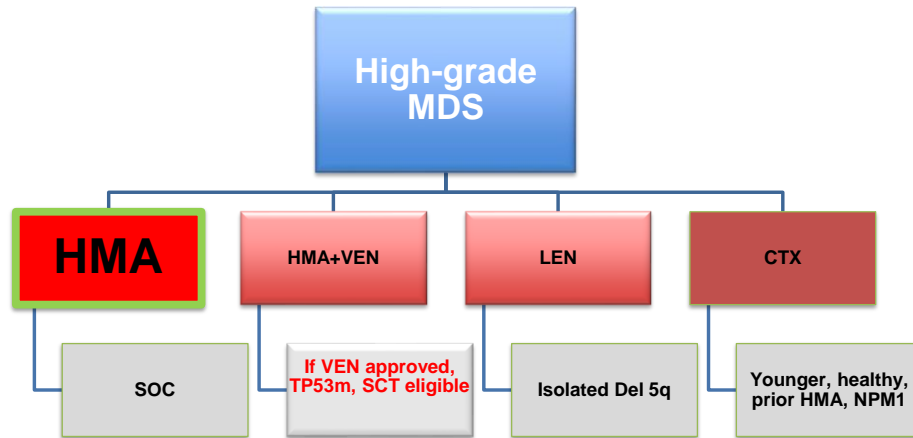 High-grade
MDS
HMA
HMA+VEN
LEN
CTX
SOC
If VEN approved,
TP53m, SCT eligible
Isolated Del 5q
Younger, healthy,
prior HMA, NPM1